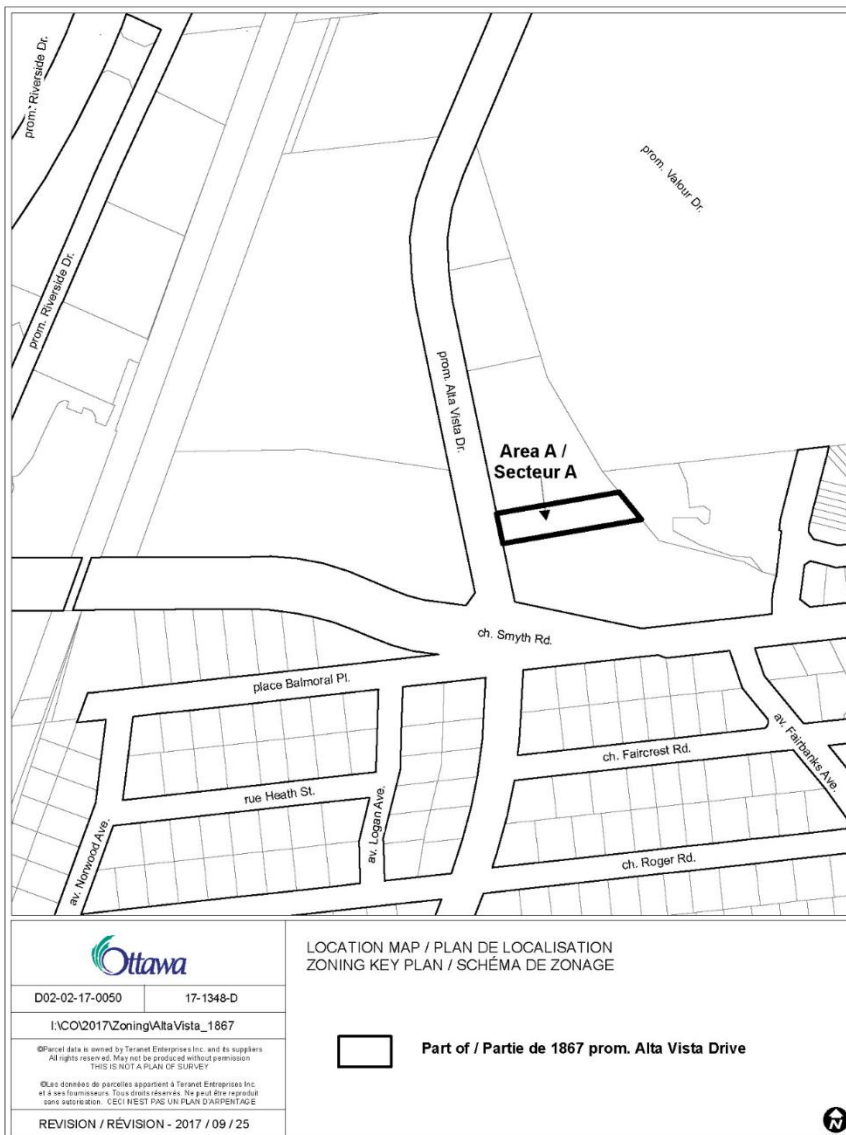 prom. Riverside Dr.
prom. Riverside Dr.
prom. Valour Dr.
prom. Alta Vista Dr.
Area A /
Secteur A
ch. Smyth Rd.
place Balmoral Pl.
rue Heath St.
av. Norwood Ave.
av. Logan Ave.
ch. Faircrest Rd.
av. Fairbanks Ave.
ch. Roger Rd.
Ottawa
D02-02-17-0050
17-1348-D
I:\CO\2017\Zoning\AltaVista_1867
©Parcel data is owned by Teranet Enterprises Inc. and its suppliers
All rights reserved. May not be produced without permission
THIS IS NOT A PLAN OF SURVEY
©Les données de parcelles appartient à Teranet Entreprises Inc.
et à ses fournisseurs. Tous droits réservés. Ne peut être reproduit
sans autorisation. CECI N'EST PAS UN PLAN D'ARPENTAGE
REVISION / RÉVISION - 2017 / 09 / 25
LOCATION MAP / PLAN DE LOCALISATION
ZONING KEY PLAN / SCHÉMA DE ZONAGE
Part of / Partie de 1867 prom. Alta Vista Drive
N